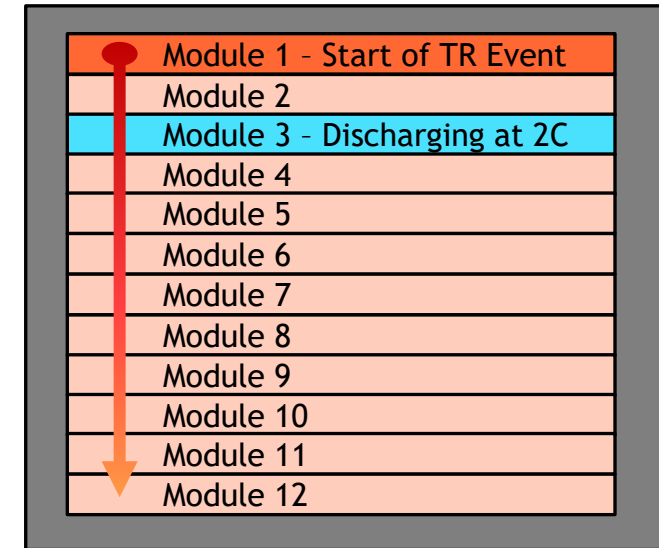 Module 1 – Start of TR Event
Module 2
Module 3 – Discharging at 2C
Module 4
Module 5
Module 6
Module 7
Module 8
Module 9
Module 10
Module 11
Module 12